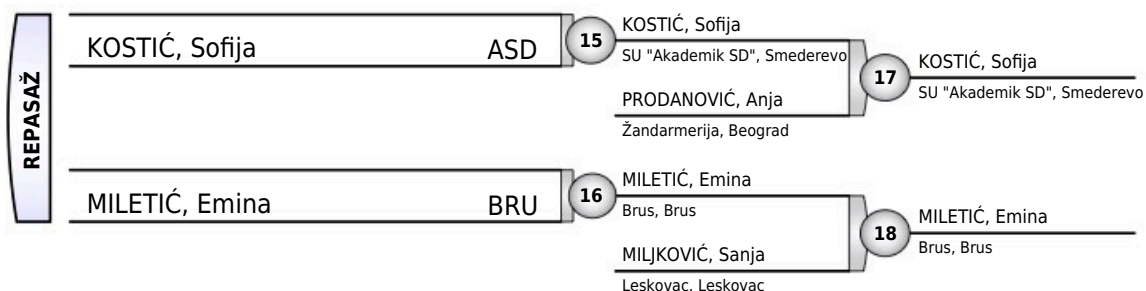 REPASAŽ
KOSTIĆ, Sofija ASD
15
KOSTIĆ, Sofija
SU "Akademik SD", Smederevo
PRODANOVIĆ, Anja
Žandarmerija, Beograd
17
KOSTIĆ, Sofija
SU "Akademik SD", Smederevo
MILETIĆ, Emina BRU
16
MILETIĆ, Emina
Brus, Brus
MILJKOVIĆ, Sanja
Leskovac, Leskovac
18
MILETIĆ, Emina
Brus, Brus